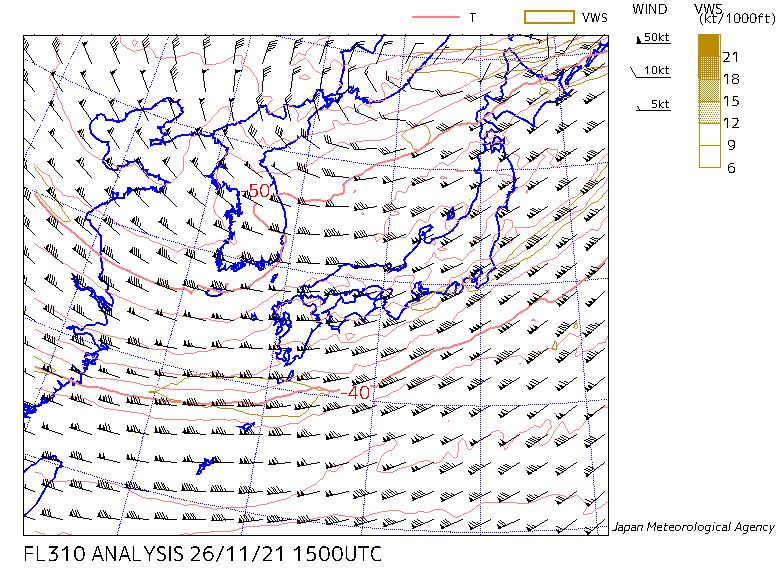 T
VWS
WIND
50kt
10kt
5kt
VWS
(kt/1000ft)
21
18
15
12
9
6
50
-40
Japan Meteorological Agency
FL310 ANALYSIS 26/11/21 1500UTC